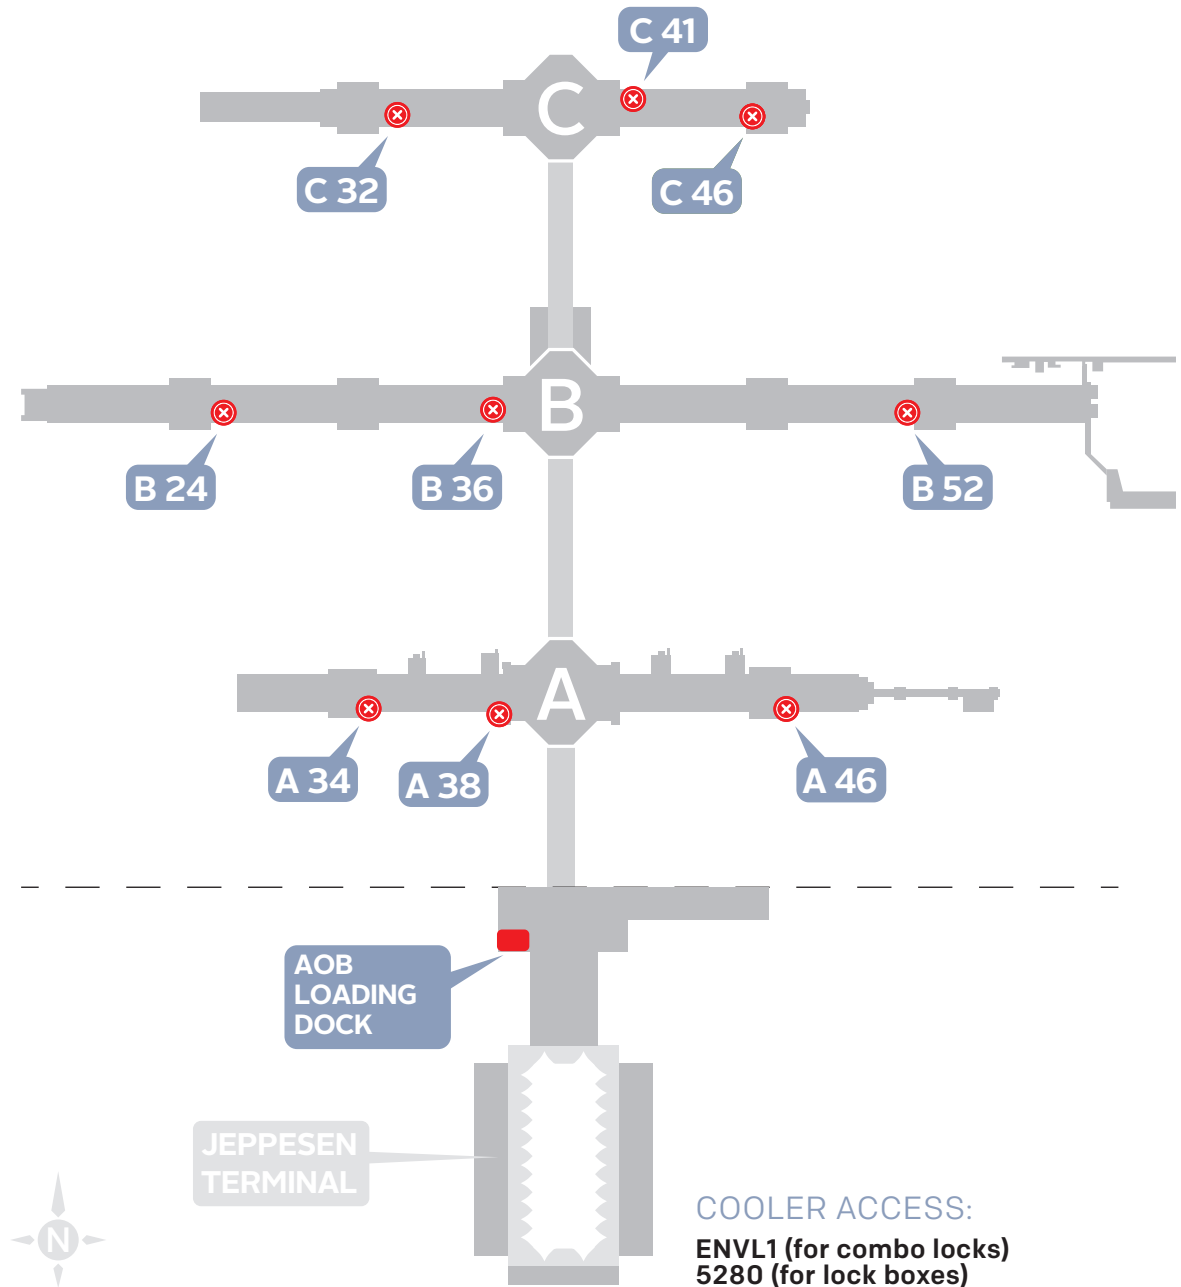 C 41
C
C 32
C 46
B
B 24
B 36
B 52
A
A 34
A 38
A 46
AOB
LOADING
DOCK
JEPPESEN
TERMINAL
N
COOLER ACCESS:
ENVL1 (for combo locks)
5280 (for lock boxes)